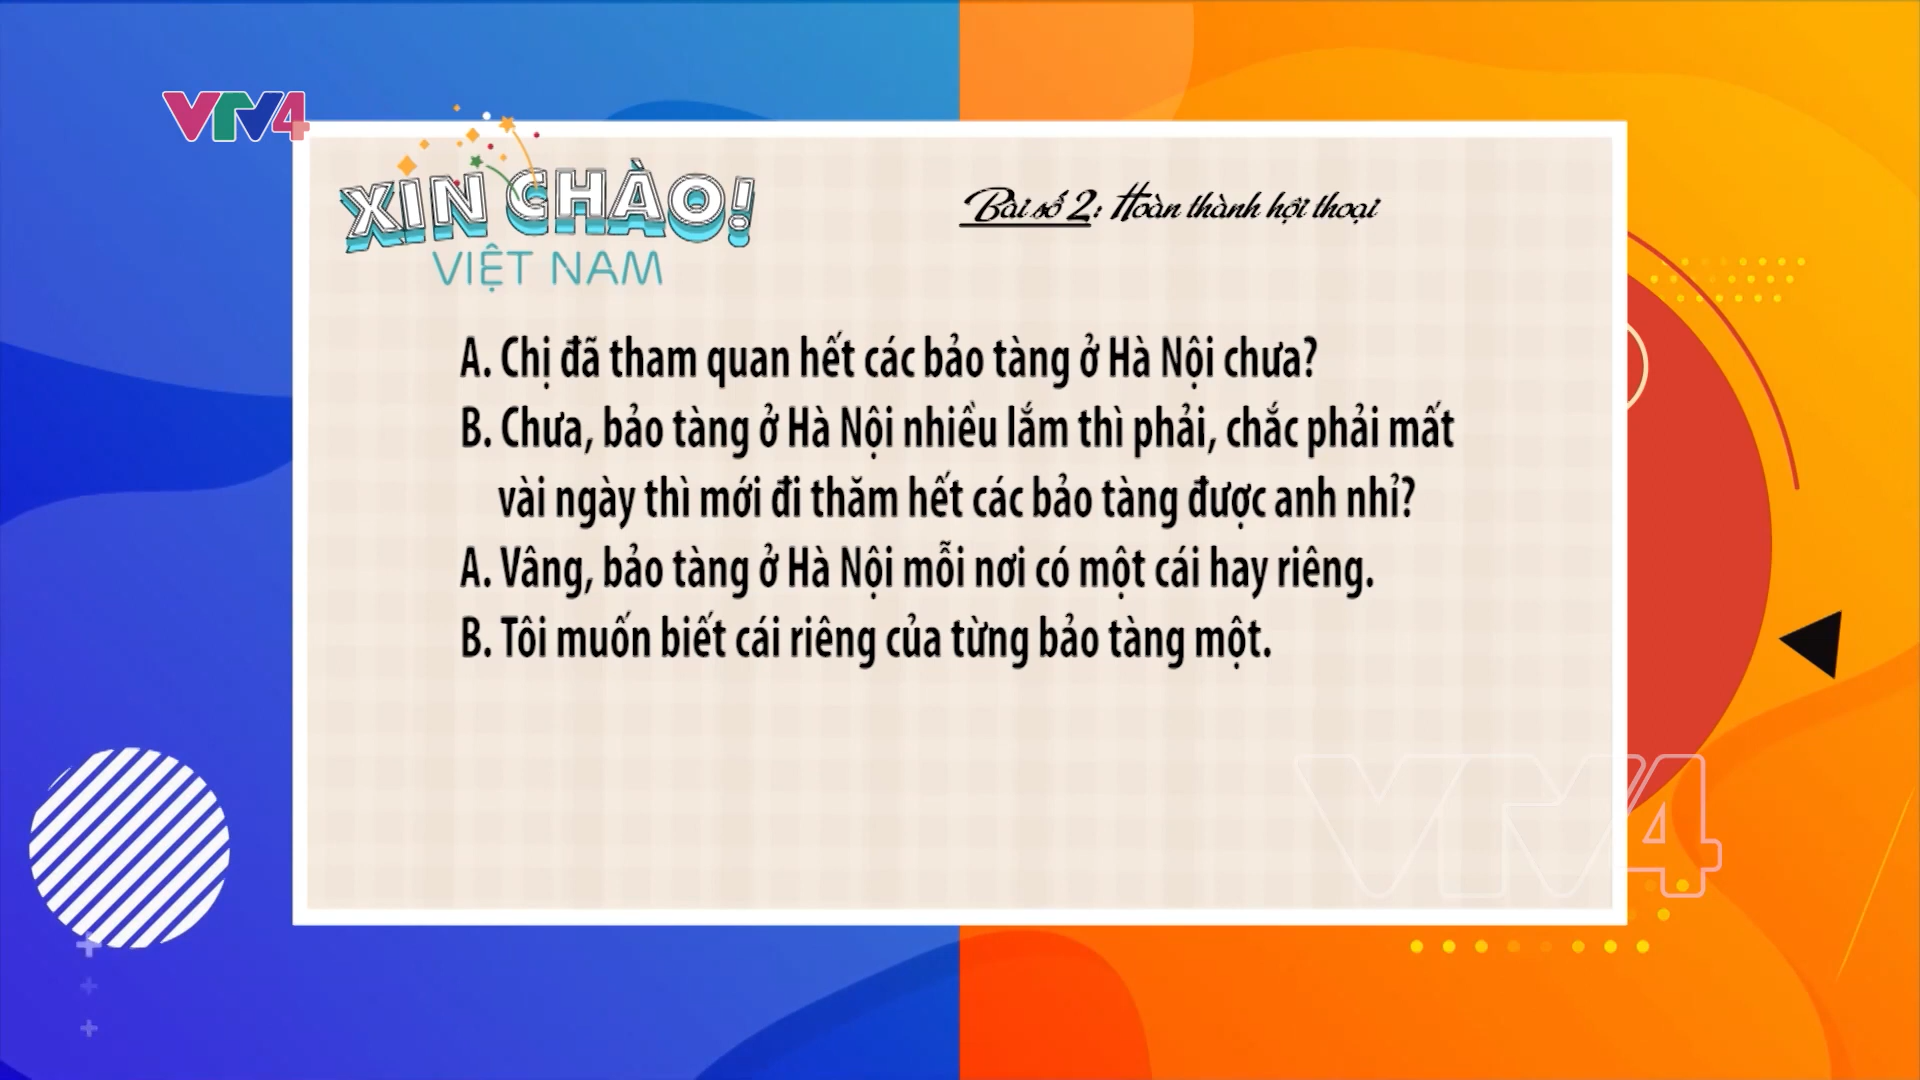 VTV4
XIN CHÀO!
VIỆT NAM
Bài số 2: Hoàn thành hội thoại
A. Chị đã tham quan hết các bảo tàng ở Hà Nội chưa?
B. Chưa, bảo tàng ở Hà Nội nhiều lắm thì phải, chắc phải mất
vài ngày thì mới đi thăm hết các bảo tàng được anh nhỉ?
A. Vâng, bảo tàng ở Hà Nội mỗi nơi có một cái hay riêng.
B. Tôi muốn biết cái riêng của từng bảo tàng một.
VTV4